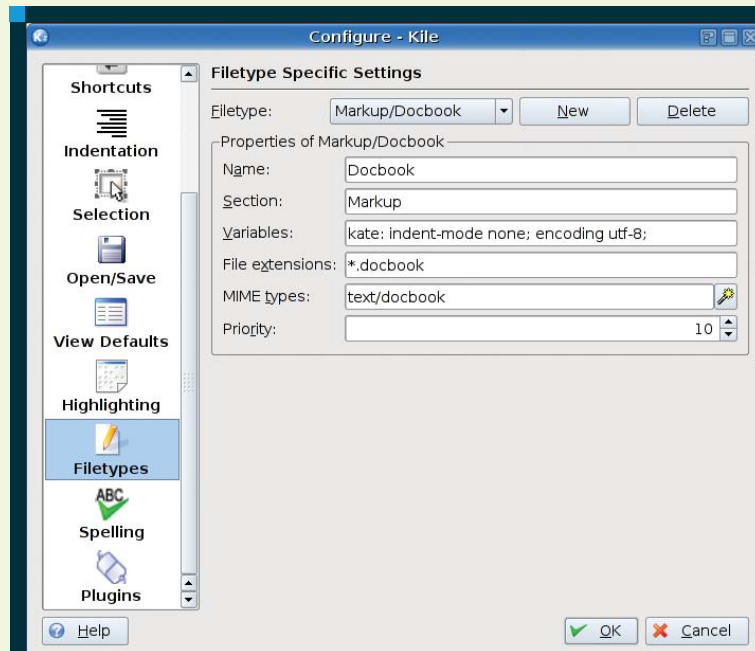 Configure - Kile
Shortcuts
Indentation
Selection
Open/Save
View Defaults
Highlighting
Filetypes
ABC
Spelling
Plugins
Filetype Specific Settings
Filetype: Markup/Docbook New Delete
Properties of Markup/Docbook
Name: Docbook
Section: Markup
Variables: kate: indent-mode none; encoding utf-8;
File extensions: *.docbook
MIME types: text/docbook
Priority: 10
Help OK Cancel